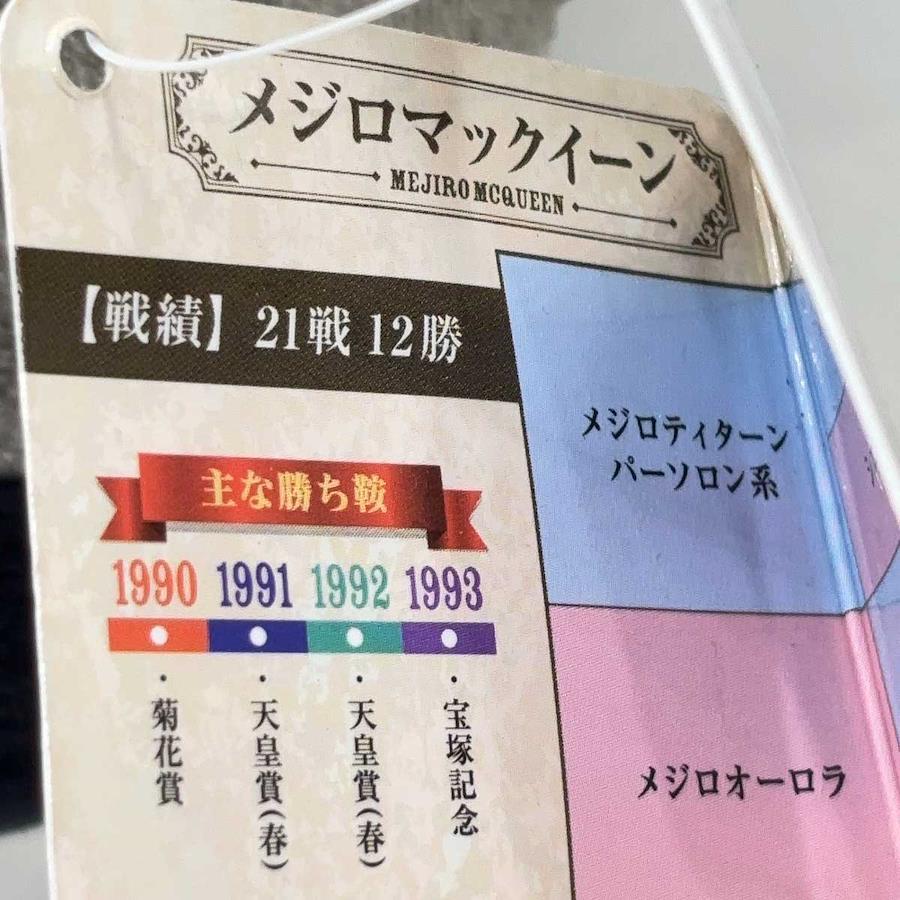 メジロマックイーン
MEJIRO MCQUEEN
【戦績】21戦12勝
主な勝ち鞍
1990 1991 1992 1993
・菊花賞
・天皇賞(春)
・天皇賞(春)
・宝塚記念
メジロティターン
パーソロン系
メジロオーロラ